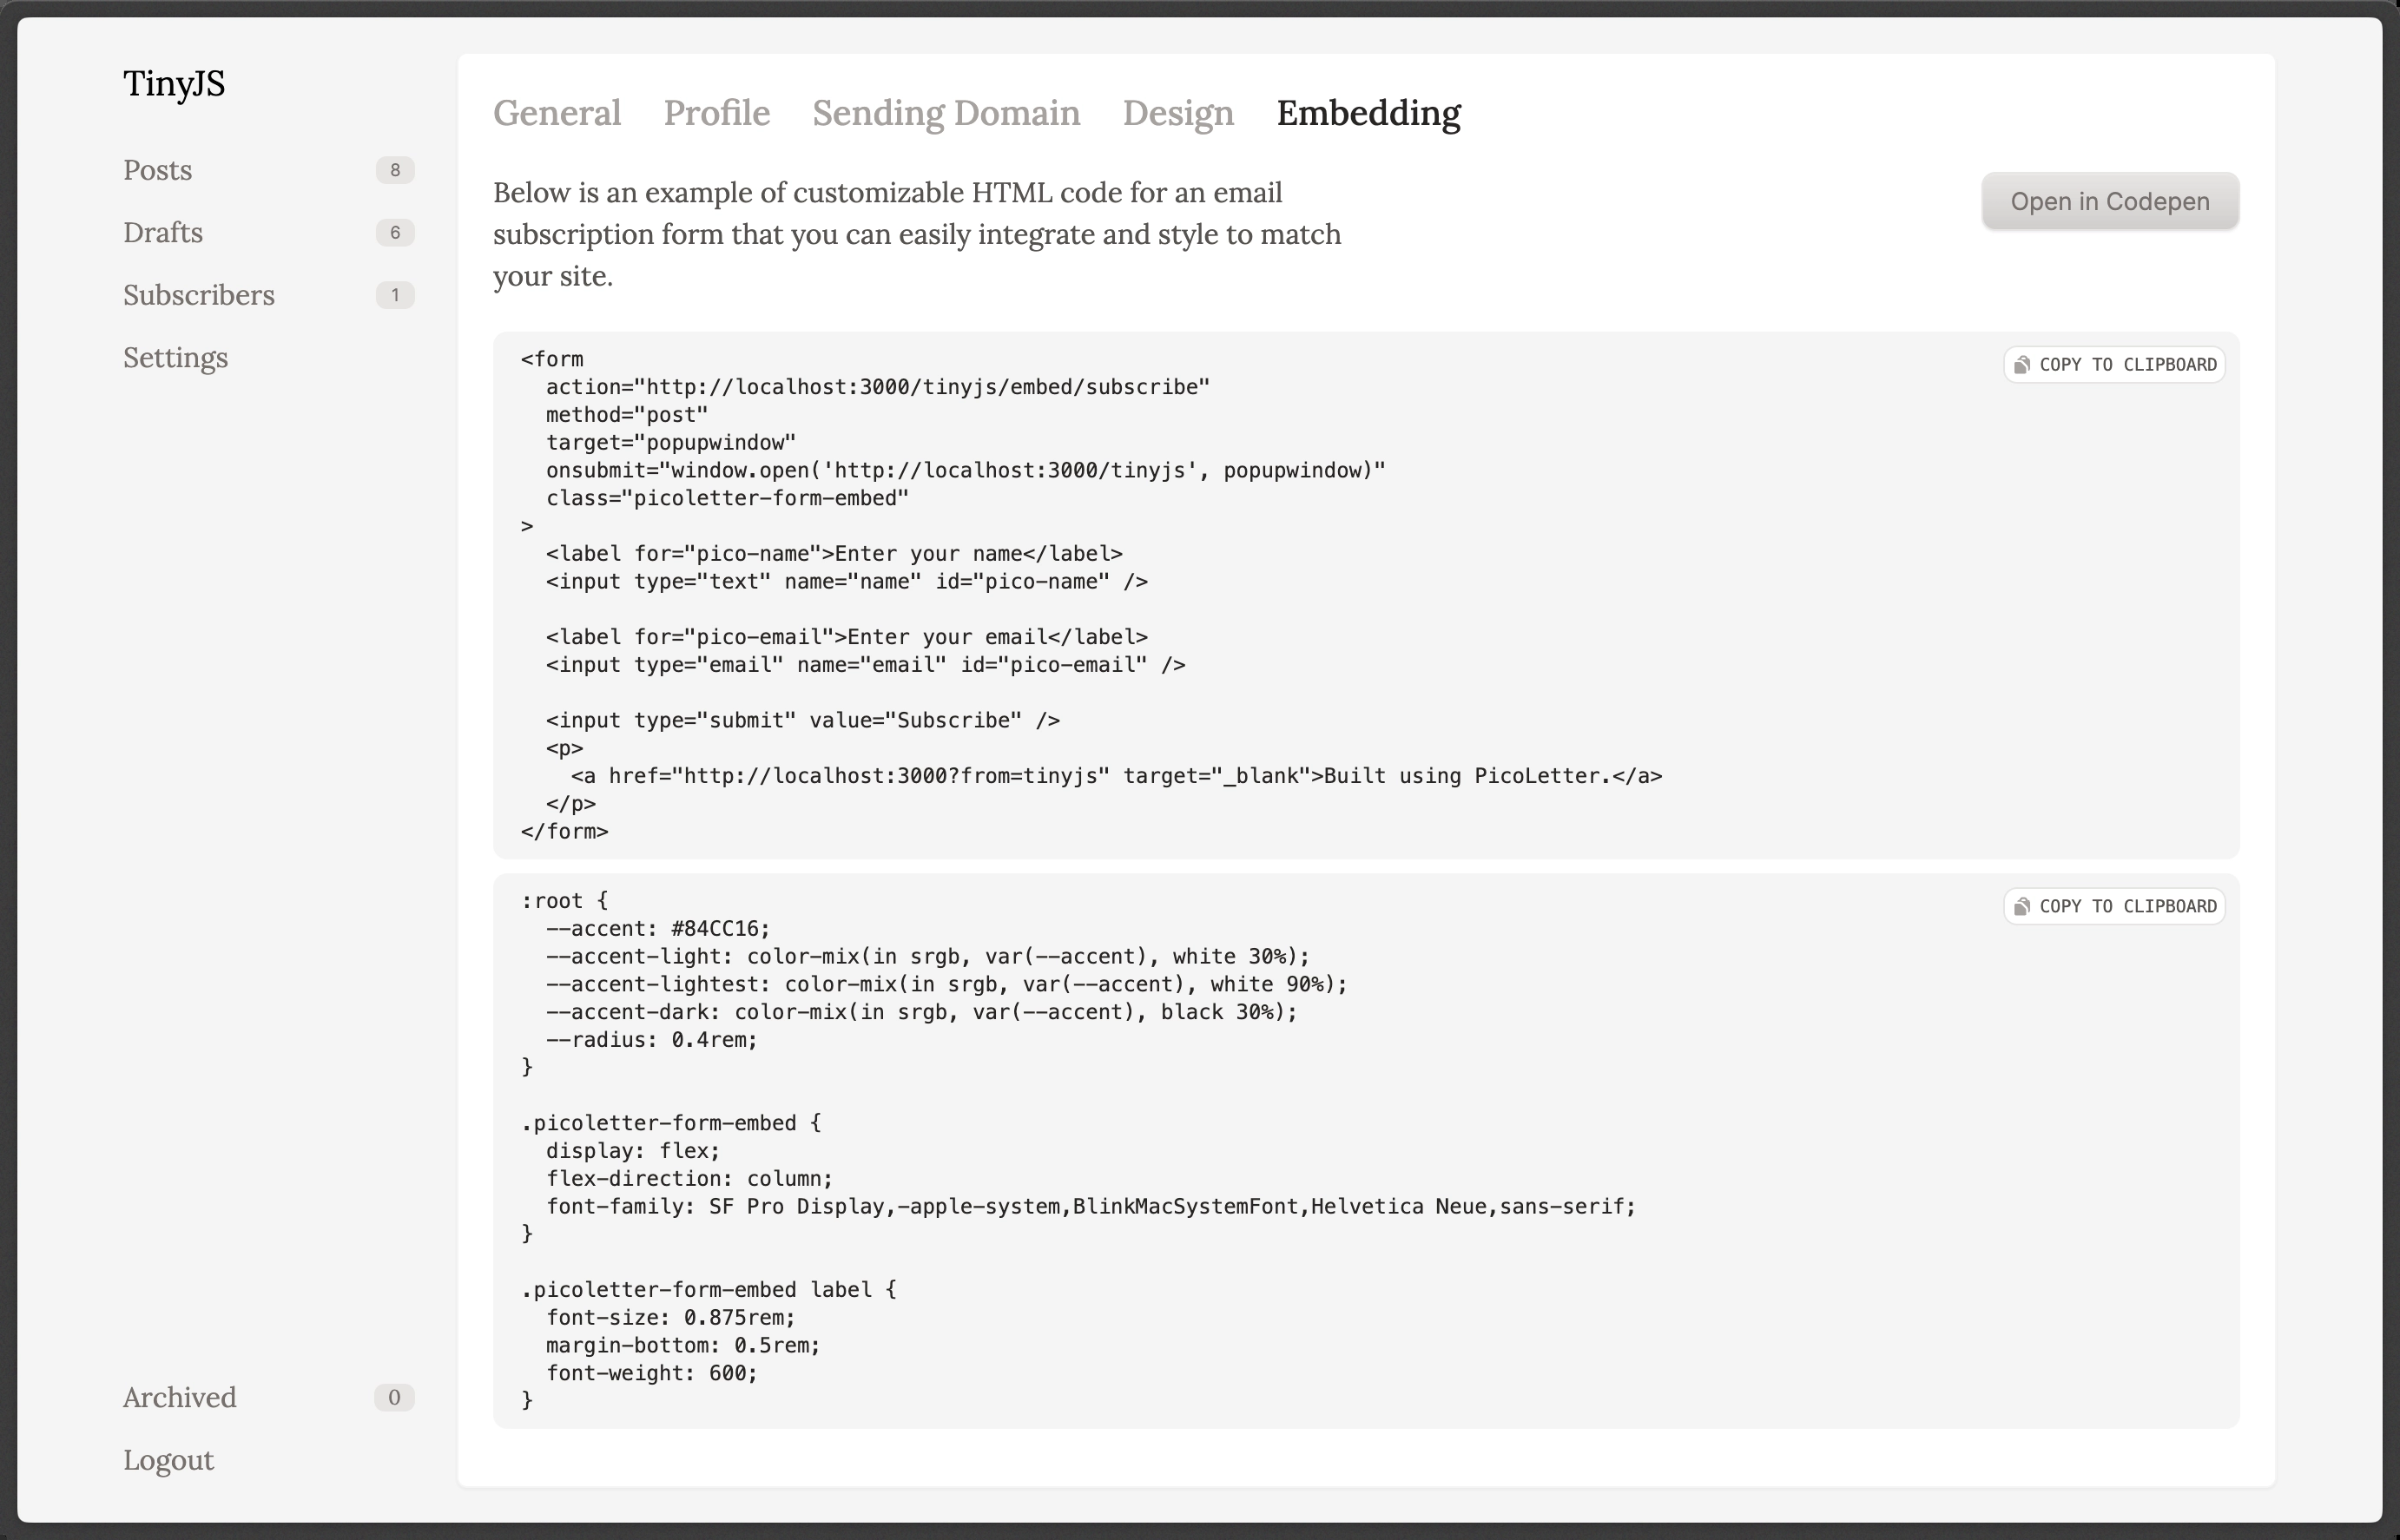 TinyJS
Posts 8
Drafts 6
Subscribers 1
Settings
Archived 0
Logout
General Profile Sending Domain Design Embedding
Below is an example of customizable HTML code for an email
subscription form that you can easily integrate and style to match
your site.
Open in Codepen
COPY TO CLIPBOARD
<form
  action="http://localhost:3000/tinyjs/embed/subscribe"
  method="post"
  target="popupwindow"
  onsubmit="window.open('http://localhost:3000/tinyjs', popupwindow)"
  class="picoletter-form-embed"
>
  <label for="pico-name">Enter your name</label>
  <input type="text" name="name" id="pico-name" />

  <label for="pico-email">Enter your email</label>
  <input type="email" name="email" id="pico-email" />

  <input type="submit" value="Subscribe" />
  <p>
    <a href="http://localhost:3000?from=tinyjs" target="_blank">Built using PicoLetter.</a>
  </p>
</form>
COPY TO CLIPBOARD
:root {
  --accent: #84CC16;
  --accent-light: color-mix(in srgb, var(--accent), white 30%);
  --accent-lightest: color-mix(in srgb, var(--accent), white 90%);
  --accent-dark: color-mix(in srgb, var(--accent), black 30%);
  --radius: 0.4rem;
}

.picoletter-form-embed {
  display: flex;
  flex-direction: column;
  font-family: SF Pro Display,-apple-system,BlinkMacSystemFont,Helvetica Neue,sans-serif;
}

.picoletter-form-embed label {
  font-size: 0.875rem;
  margin-bottom: 0.5rem;
  font-weight: 600;
}